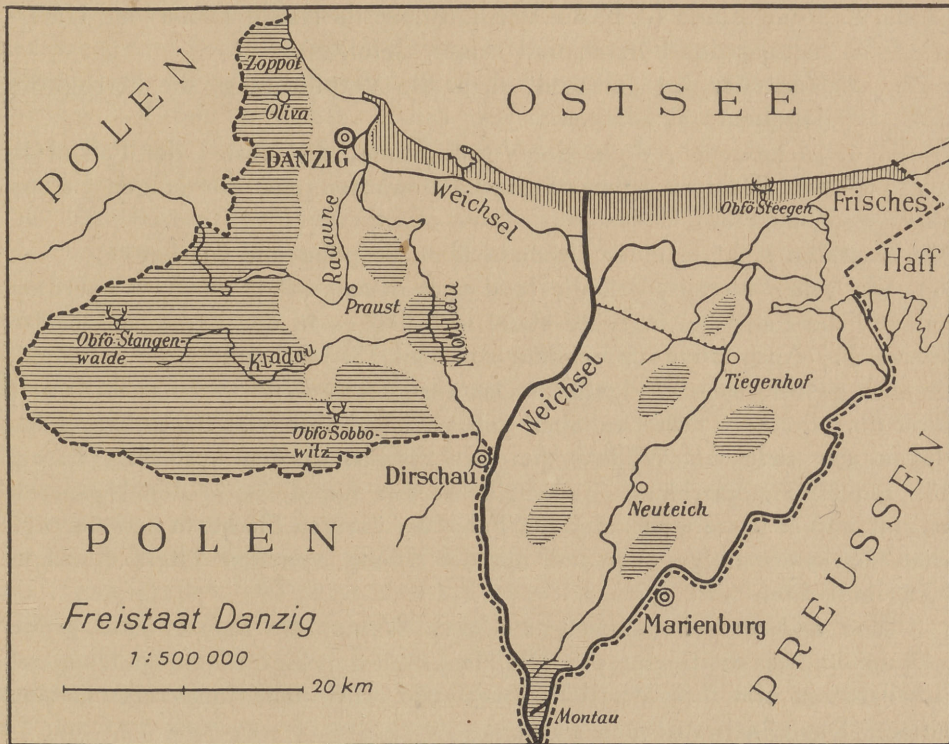 POLEN
Zoppot
Oliva
OSTSEE
DANZIG
Weichsel
Obfö Steegen
Frisches
Haff
Radaune
Praust
Mottlau
Obfö Stangen-
walde
Kladau
Weichsel
Tiegenhof
Obfö Sobbo-
witz
Dirschau
Neuteich
POLEN
PREUSSEN
Freistaat Danzig
1:500 000
20 km
Marienburg
Montau